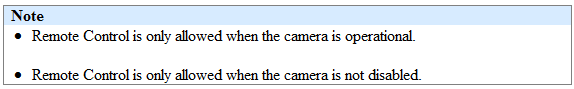 Note
• Remote Control is only allowed when the camera is operational.
• Remote Control is only allowed when the camera is not disabled.